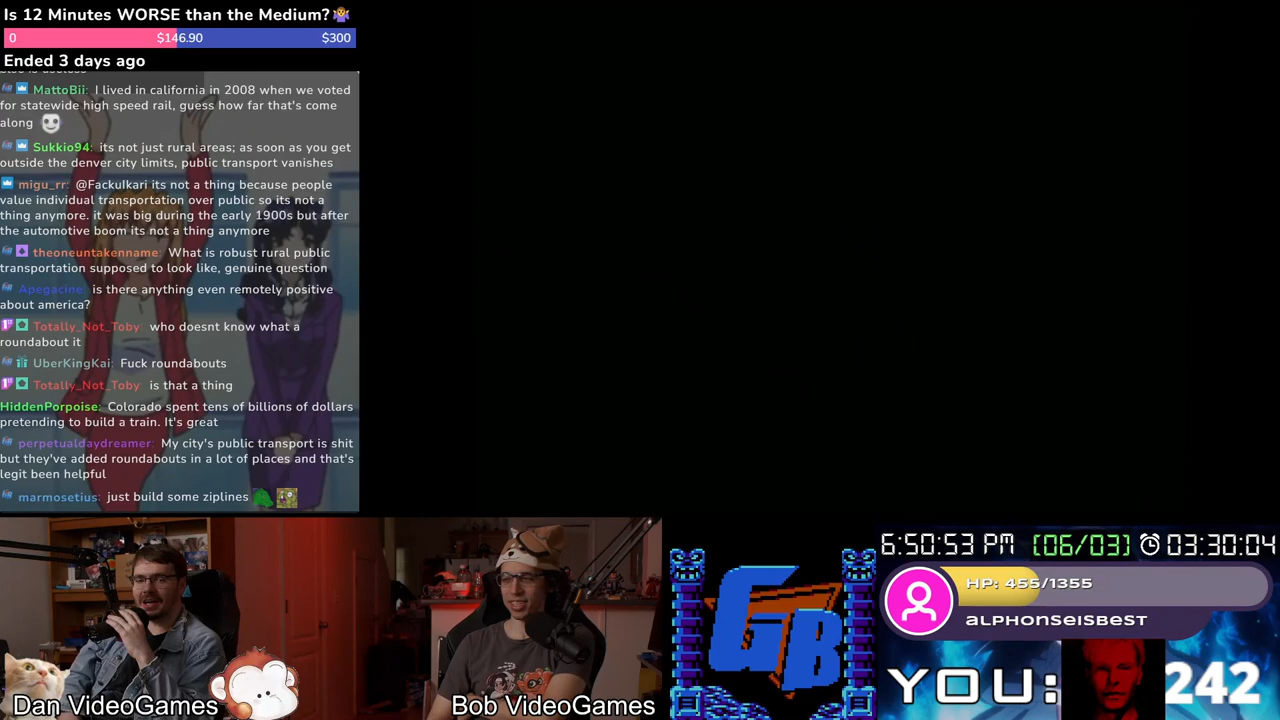 Is 12 Minutes WORSE than the Medium?🤷‍♀️
0 $146.90 $300
Ended 3 days ago
MattoBii: I lived in california in 2008 when we voted
for statewide high speed rail, guess how far that's come
along
Sukkio94: its not just rural areas; as soon as you get
outside the denver city limits, public transport vanishes
migu_rr: @FackuIkari its not a thing because people
value individual transportation over public so its not a
thing anymore. it was big during the early 1900s but after
the automotive boom its not a thing anymore
theoneuntakenname: What is robust rural public
transportation supposed to look like, genuine question
Apegacine: is there anything even remotely positive
about america?
Totally_Not_Toby: who doesnt know what a
roundabout it
UberKingKai: Fuck roundabouts
Totally_Not_Toby: is that a thing
HiddenPorpoise: Colorado spent tens of billions of dollars
pretending to build a train. It's great
perpetualdaydreamer: My city's public transport is shit
but they've added roundabouts in a lot of places and that's
legit been helpful
marmosetius: just build some ziplines
Dan VideoGames
Bob VideoGames
GB
6:50:53 PM [06/03] 03:30:04
HP: 455/1355
aLPHONSeISBeST
YOU: 242